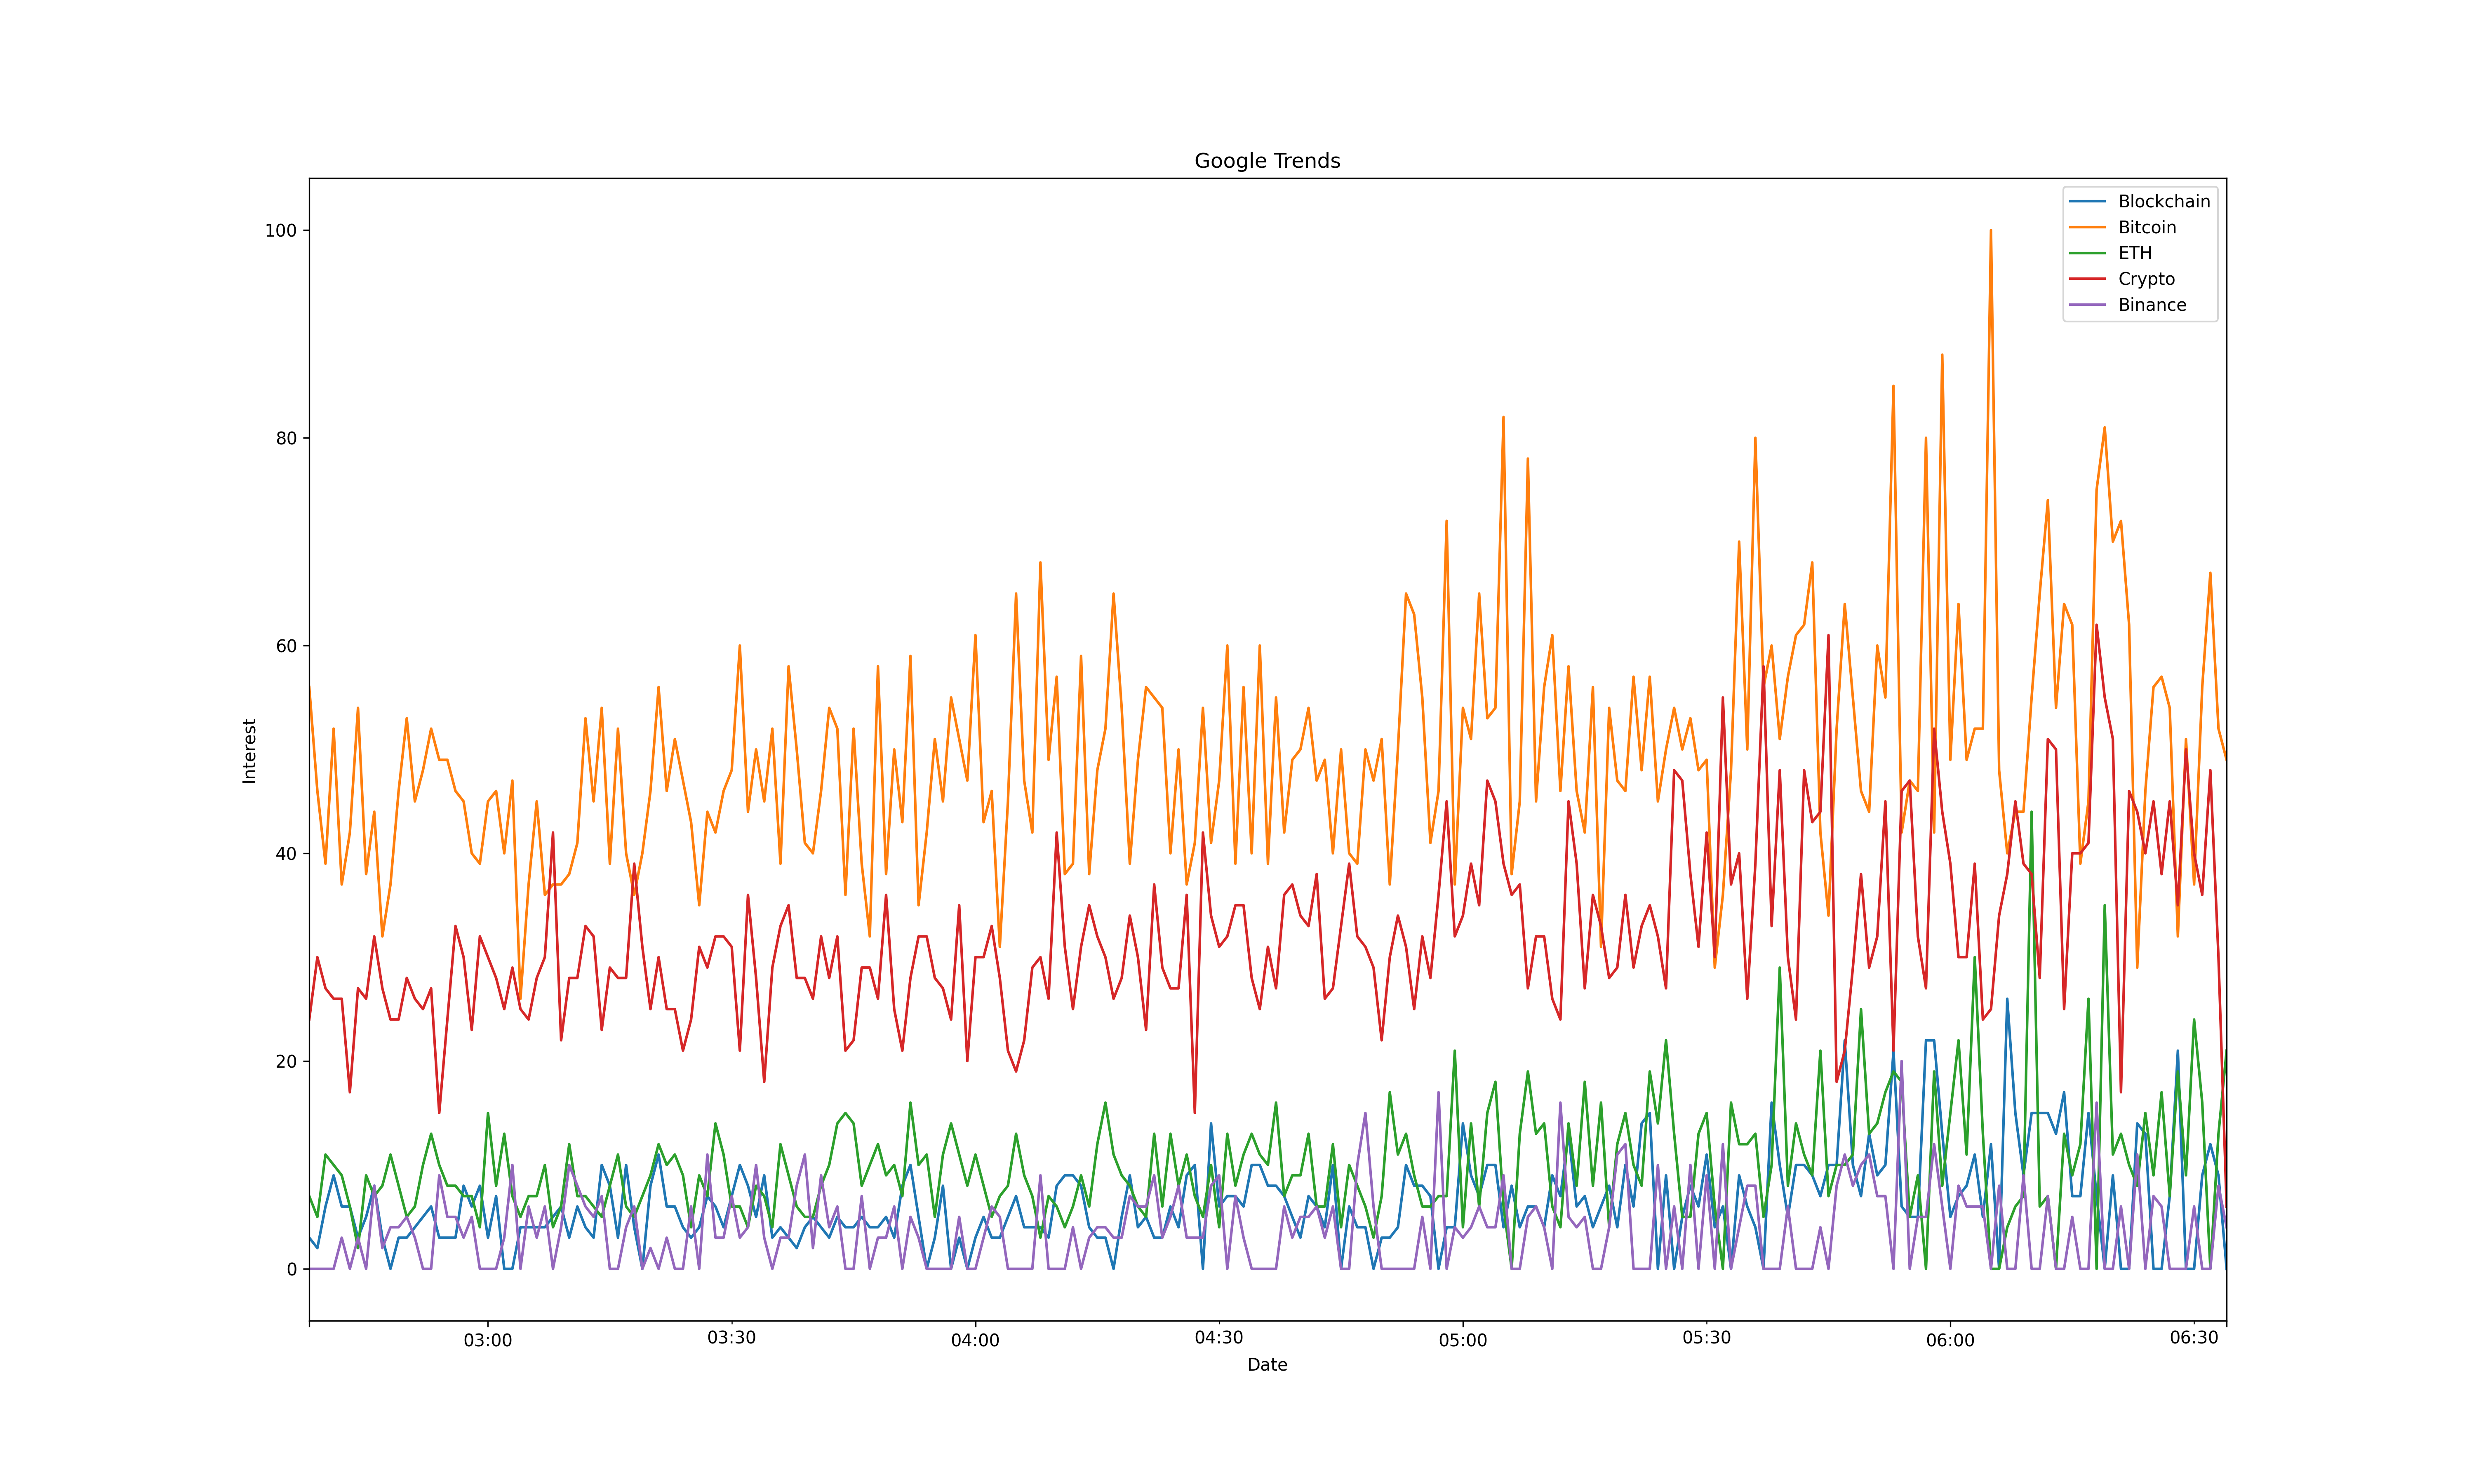 Google Trends
Blockchain
Bitcoin
ETH
Crypto
Binance
100
80
60
40
20
0
Interest
03:00
03:30
04:00
04:30
05:00
05:30
06:00
06:30
Date